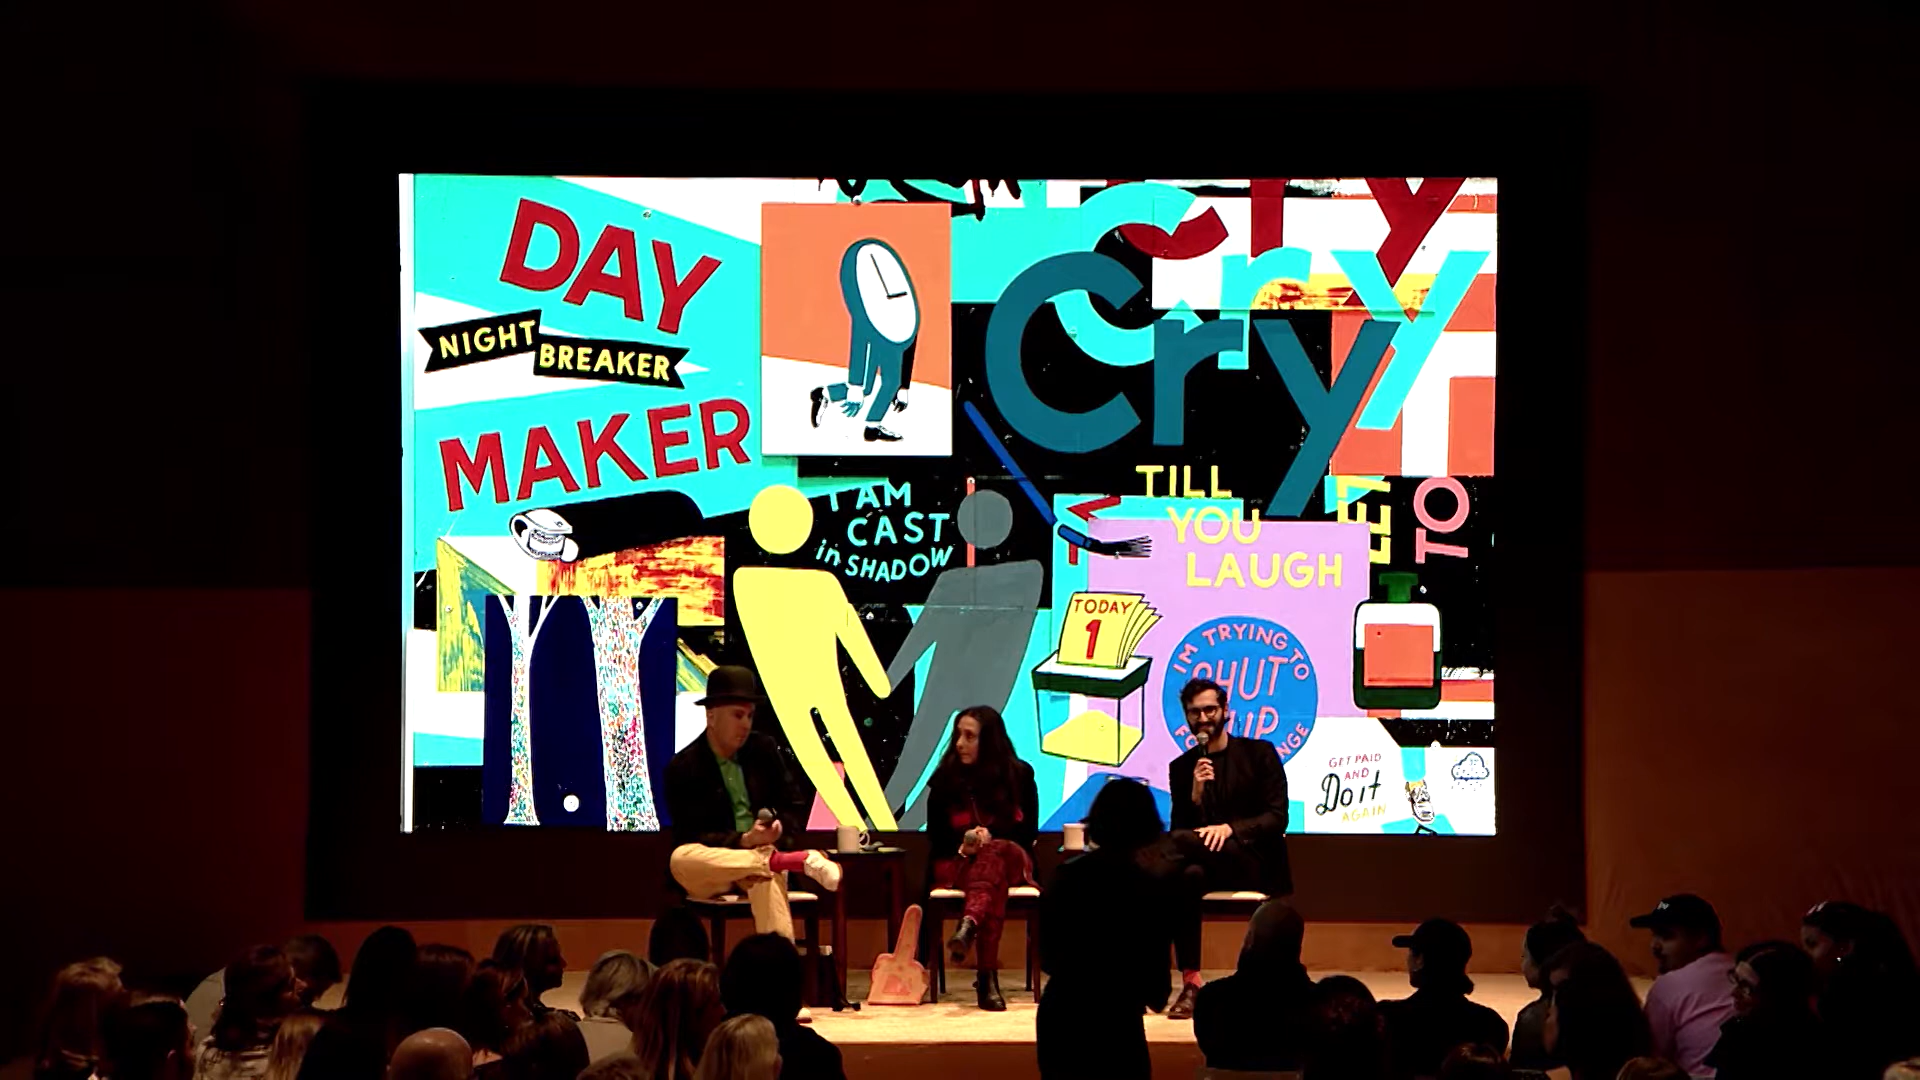 DAY
NIGHT
BREAKER
MAKER
Cry
Cry
TILL
YOU
LAUGH
I AM
CAST
in SHADOW
LET
TO
TODAY
1
I'M TRYING TO
SHUT
UP
GET PAID
AND
Do it
AGAIN